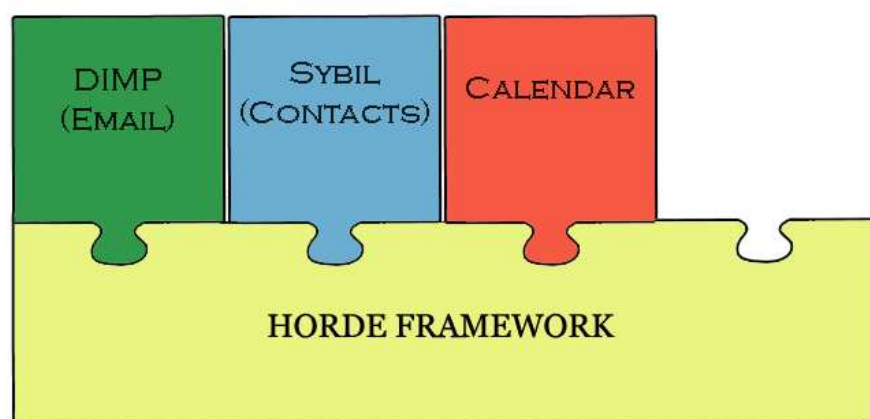 DIMP
(EMAIL)
SYBIL
(CONTACTS)
CALENDAR
HORDE FRAMEWORK